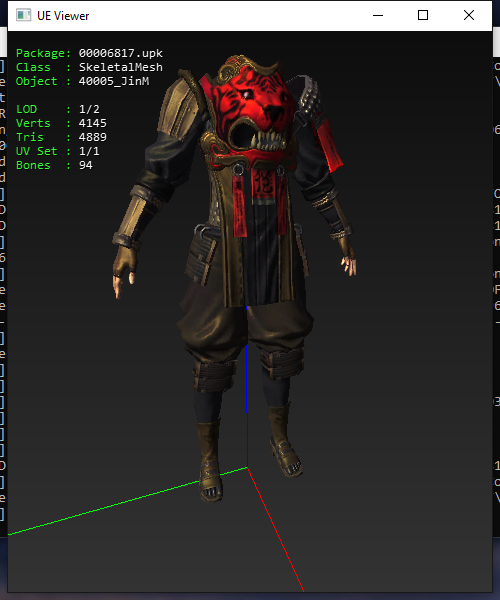 UE Viewer
Package: 00006817.upk
Class : SkeletalMesh
Object : 40005_JinM
LOD : 1/2
Verts : 4145
Tris : 4889
UV Set : 1/1
Bones : 94